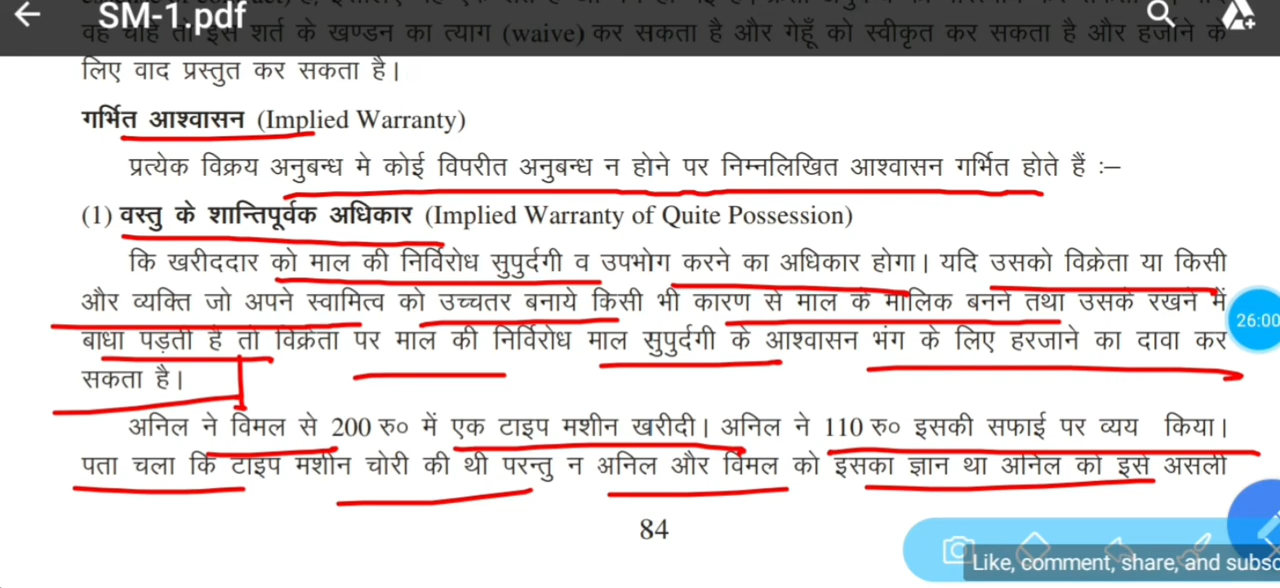 SM-1.pdf
वह चाहे तो इस शर्त के खण्डन का त्याग (waive) कर सकता है और गेहूँ को स्वीकृत कर सकता है और हर्जाने के
लिए वाद प्रस्तुत कर सकता है।
गर्भित आश्वासन (Implied Warranty)
प्रत्येक विक्रय अनुबन्ध मे कोई विपरीत अनुबन्ध न होने पर निम्नलिखित आश्वासन गर्भित होते हैं :–
(1) वस्तु के शान्तिपूर्वक अधिकार (Implied Warranty of Quite Possession)
कि खरीददार को माल की निर्विरोध सुपुर्दगी व उपभोग करने का अधिकार होगा। यदि उसको विक्रेता या किसी
और व्यक्ति जो अपने स्वामित्व को उच्चतर बनाये किसी भी कारण से माल के मालिक बनने तथा उसके रखने में
बाधा पड़ती है तो विक्रेता पर माल की निर्विरोध माल सुपुर्दगी के आश्वासन भंग के लिए हरजाने का दावा कर
सकता है।
अनिल ने विमल से 200 रु० में एक टाइप मशीन खरीदी। अनिल ने 110 रु० इसकी सफाई पर व्यय किया।
पता चला कि टाइप मशीन चोरी की थी परन्तु न अनिल और विमल को इसका ज्ञान था अनिल को इसे असली
84
26:00
Like, comment, share, and subsc